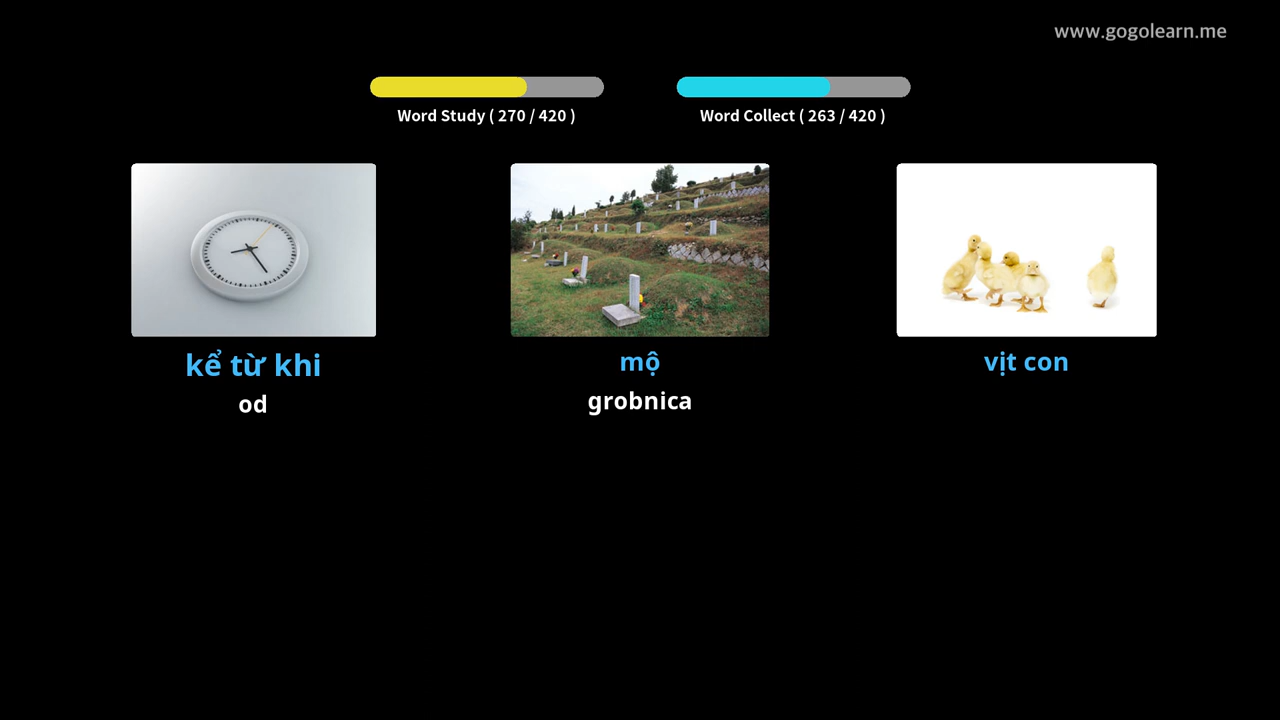 www.gogolearn.me
Word Study ( 270 / 420 )
Word Collect ( 263 / 420 )
kể từ khi
od
mộ
grobnica
vịt con